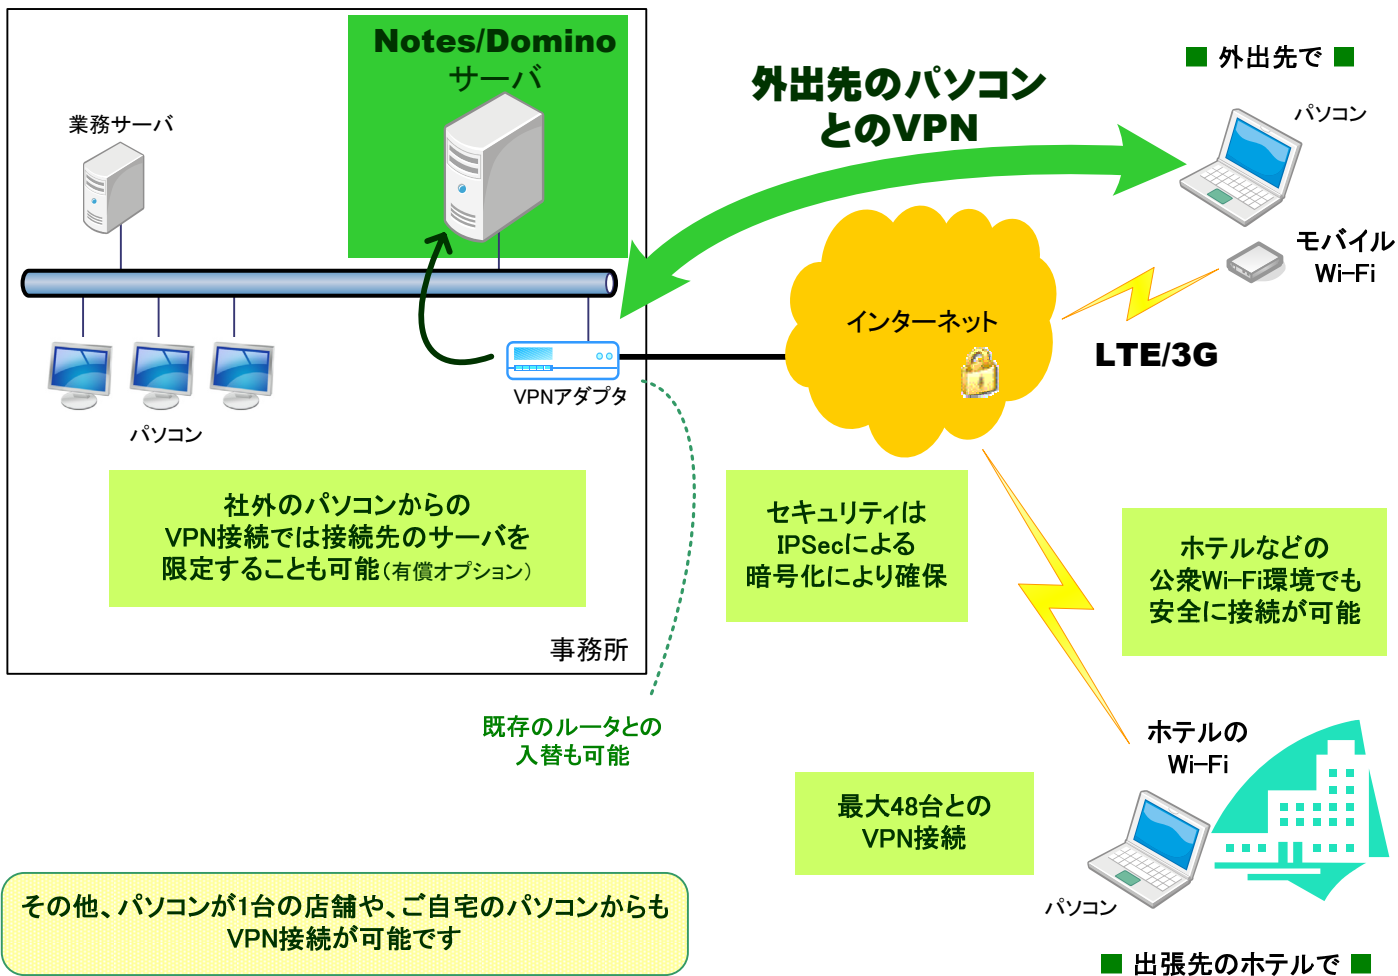 Notes/Domino
サーバ
業務サーバ
外出先のパソコン
とのVPN
■ 外出先で ■
パソコン
モバイル
Wi-Fi
インターネット
LTE/3G
VPNアダプタ
パソコン
社外のパソコンからの
VPN接続では接続先のサーバを
限定することも可能（有償オプション）
事務所
セキュリティは
IPSecによる
暗号化により確保
ホテルなどの
公衆Wi-Fi環境でも
安全に接続が可能
既存のルータとの
入替も可能
ホテルの
Wi-Fi
最大48台との
VPN接続
パソコン
その他、パソコンが1台の店舗や、ご自宅のパソコンからも
VPN接続が可能です
■ 出張先のホテルで ■